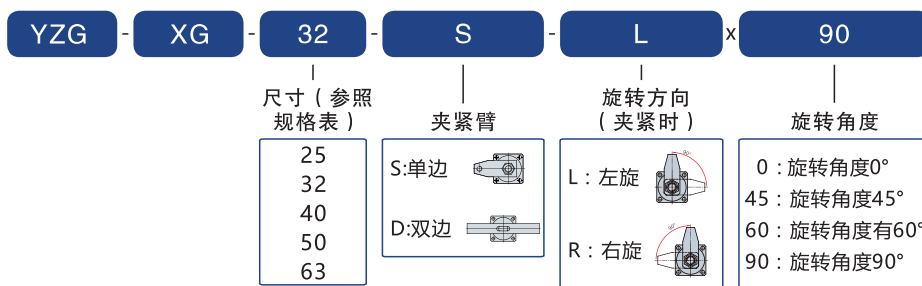 YZG - XG - 32 - S - L x 90
尺寸(参照
规格表)
夹紧臂
旋转方向
(夹紧时)
旋转角度
25
32
40
50
63
S:单边
D:双边
L:左旋
90°
R:右旋
90°
0:旋转角度0°
45:旋转角度45°
60:旋转角度有60°
90:旋转角度90°